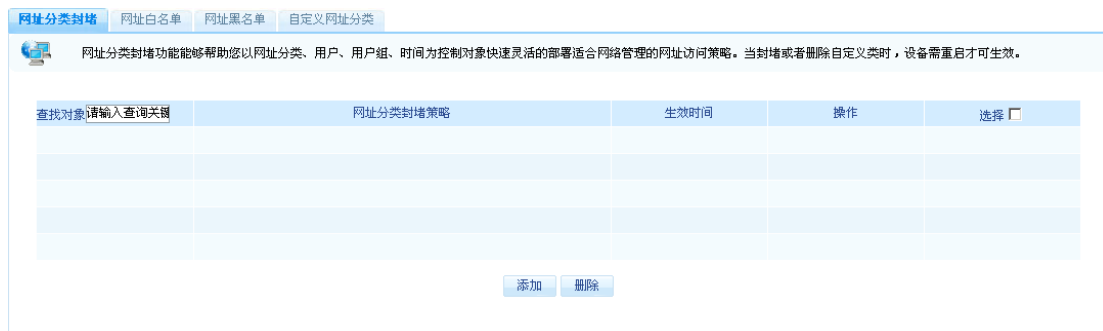 网址分类封堵 网址白名单 网址黑名单 自定义网址分类
网址分类封堵功能能够帮助您以网址分类、用户、用户组、时间为控制对象快速灵活的部署适合网络管理的网址访问策略。当封堵或者删除自定义类时，设备需重启才可生效。
查找对象 请输入查询关键 网址分类封堵策略 生效时间 操作 选择
添加 删除